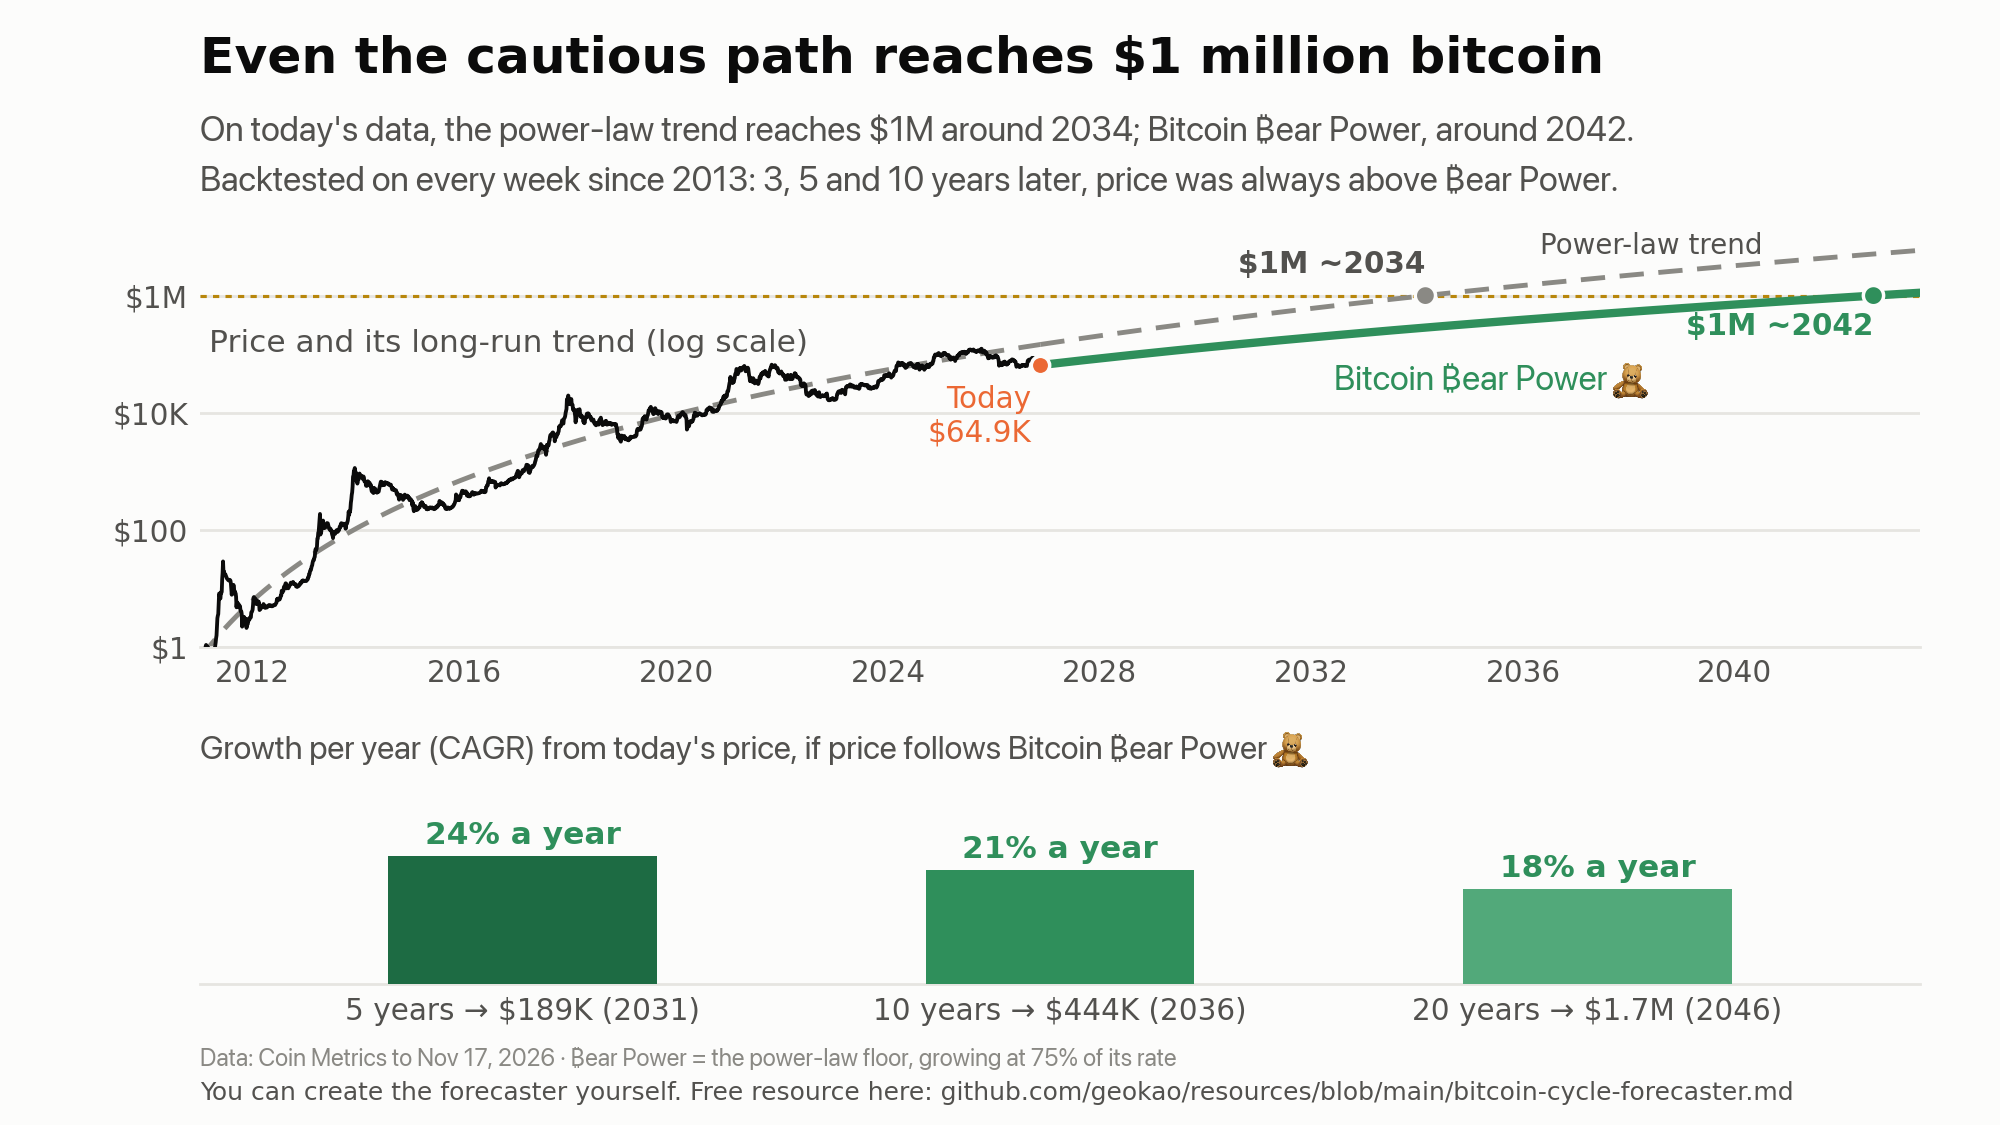 Even the cautious path reaches $1 million bitcoin
On today's data, the power-law trend reaches $1M around 2034; Bitcoin ₿ear Power, around 2042.
Backtested on every week since 2013: 3, 5 and 10 years later, price was always above ₿ear Power.
Power-law trend
$1M ~2034
$1M
$1M ~2042
Price and its long-run trend (log scale)
Bitcoin ₿ear Power
Today
$64.9K
$10K
$100
$1
2012 2016 2020 2024 2028 2032 2036 2040
Growth per year (CAGR) from today's price, if price follows Bitcoin ₿ear Power
24% a year
21% a year
18% a year
5 years → $189K (2031)
10 years → $444K (2036)
20 years → $1.7M (2046)
Data: Coin Metrics to Nov 17, 2026 · ₿ear Power = the power-law floor, growing at 75% of its rate
You can create the forecaster yourself. Free resource here: github.com/geokao/resources/blob/main/bitcoin-cycle-forecaster.md